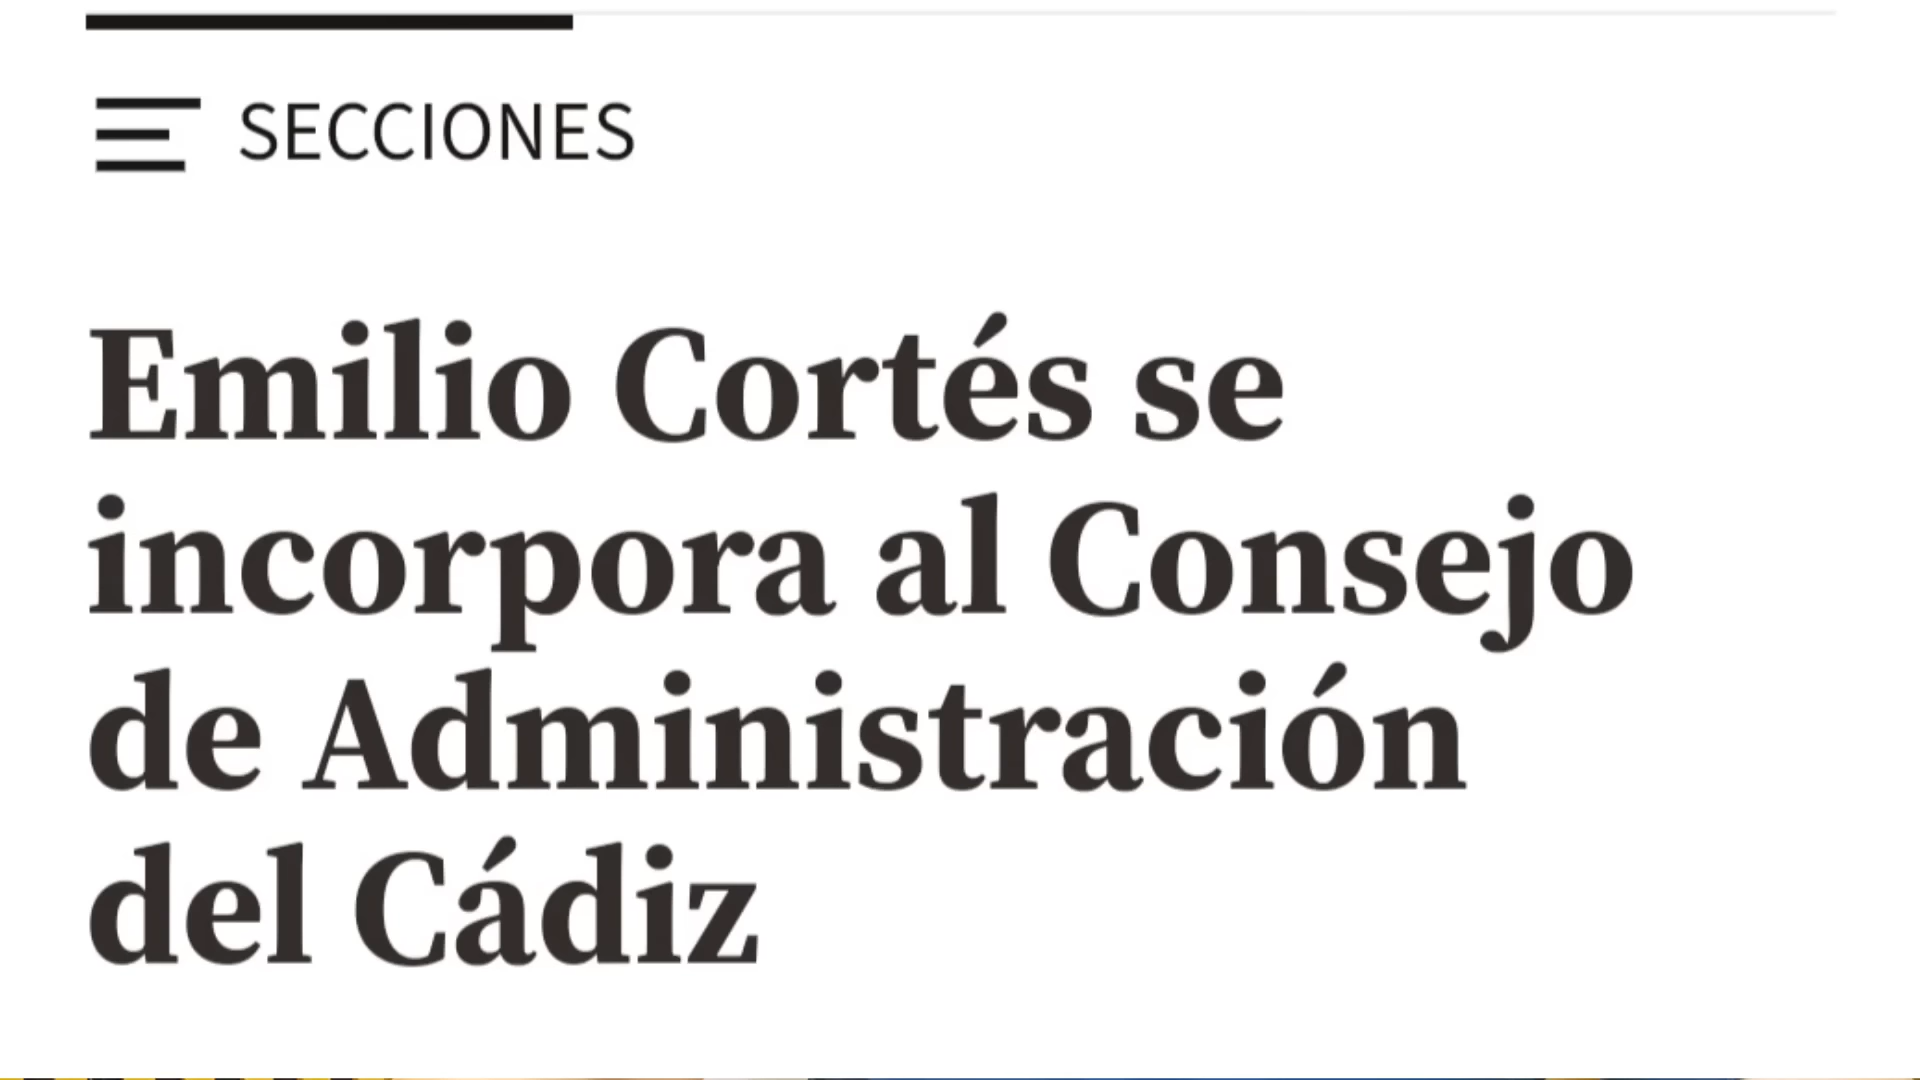 SECCIONES
Emilio Cortés se
incorpora al Consejo
de Administración
del Cádiz